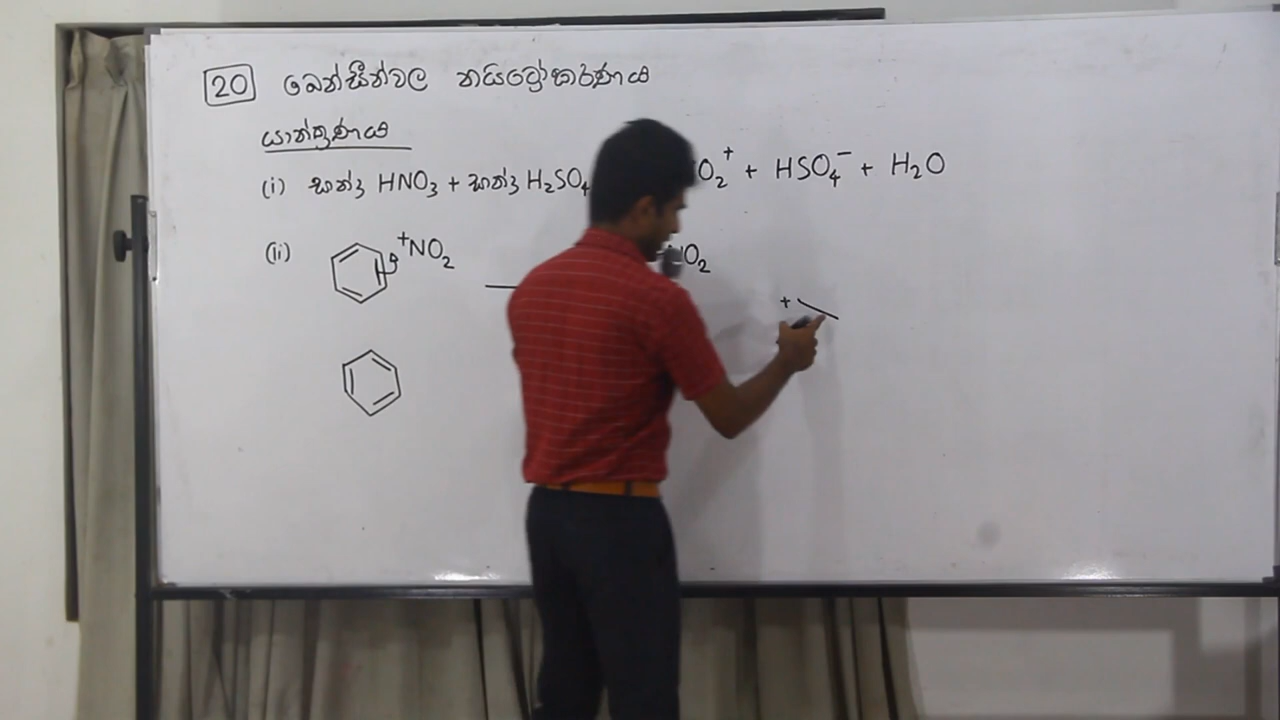 20 බෙන්සීන්වල නයිට්‍රෝකරණය
යාන්ත්‍රණය
(i) සාන්ද්‍ර HNO₃ + සාන්ද්‍ර H₂SO₄ O₂⁺ + HSO₄⁻ + H₂O
(ii) ⁺NO₂ NO₂
+